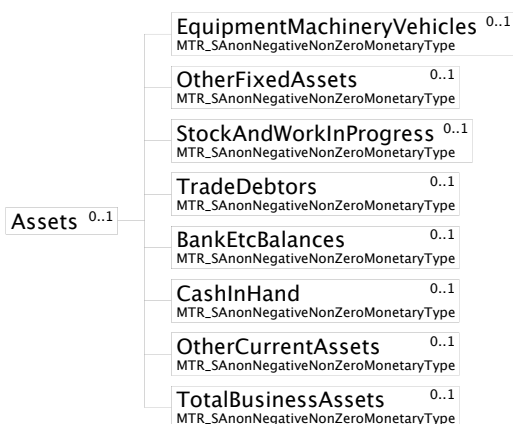 EquipmentMachineryVehicles 0..1
MTR_SAnonNegativeNonZeroMonetaryType
OtherFixedAssets 0..1
MTR_SAnonNegativeNonZeroMonetaryType
StockAndWorkInProgress 0..1
MTR_SAnonNegativeNonZeroMonetaryType
TradeDebtors 0..1
MTR_SAnonNegativeNonZeroMonetaryType
Assets 0..1
BankEtcBalances 0..1
MTR_SAnonNegativeNonZeroMonetaryType
CashInHand 0..1
MTR_SAnonNegativeNonZeroMonetaryType
OtherCurrentAssets 0..1
MTR_SAnonNegativeNonZeroMonetaryType
TotalBusinessAssets 0..1
MTR_SAnonNegativeNonZeroMonetaryType